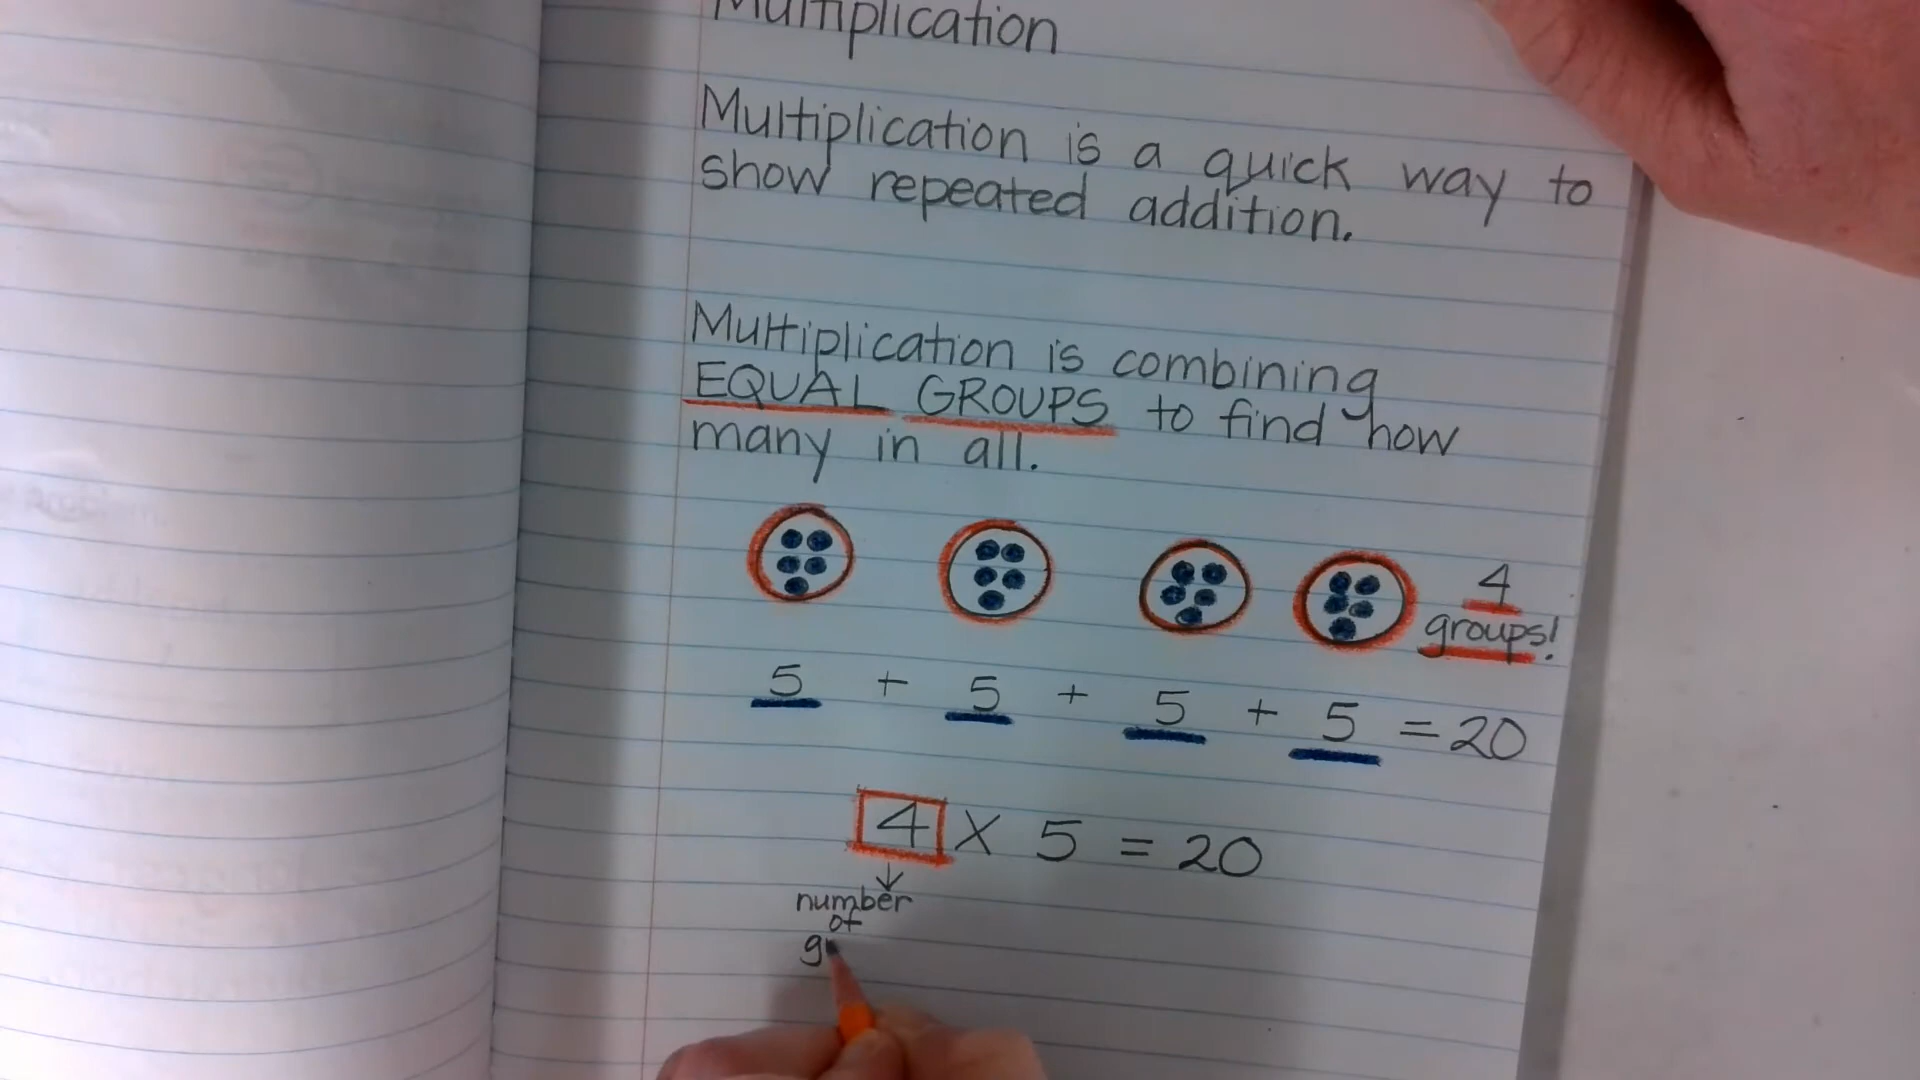 Multiplication
Multiplication is a quick way to
show repeated addition.
Multiplication is combining
EQUAL GROUPS to find how
many in all.
4
groups!
5 + 5 + 5 + 5 = 20
4 X 5 = 20
number
of